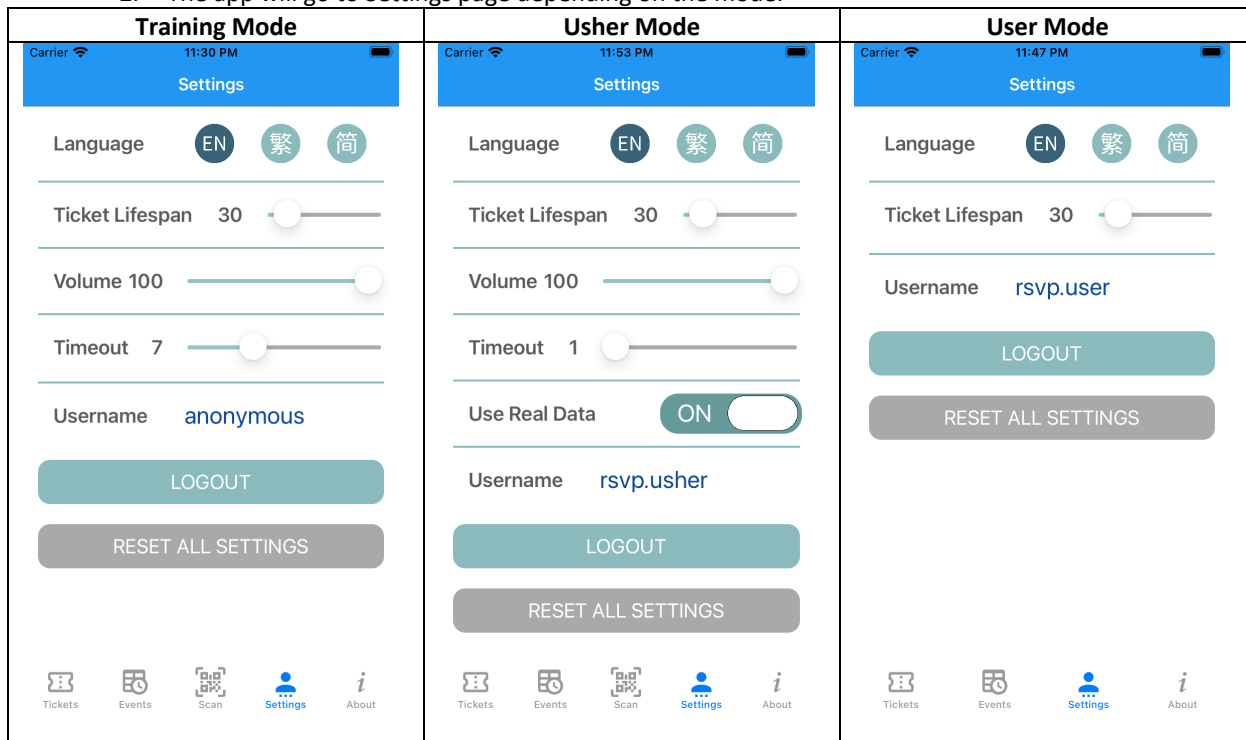 2. The app will go to Settings page depending on the mode.
Training Mode
Carrier 11:30 PM
Settings
Language EN 繁 简
Ticket Lifespan 30
Volume 100
Timeout 7
Username anonymous
LOGOUT
RESET ALL SETTINGS
Tickets Events Scan Settings About
Usher Mode
Carrier 11:53 PM
Settings
Language EN 繁 简
Ticket Lifespan 30
Volume 100
Timeout 1
Use Real Data ON
Username rsvp.usher
LOGOUT
RESET ALL SETTINGS
Tickets Events Scan Settings About
User Mode
Carrier 11:47 PM
Settings
Language EN 繁 简
Ticket Lifespan 30
Username rsvp.user
LOGOUT
RESET ALL SETTINGS
Tickets Events Settings About